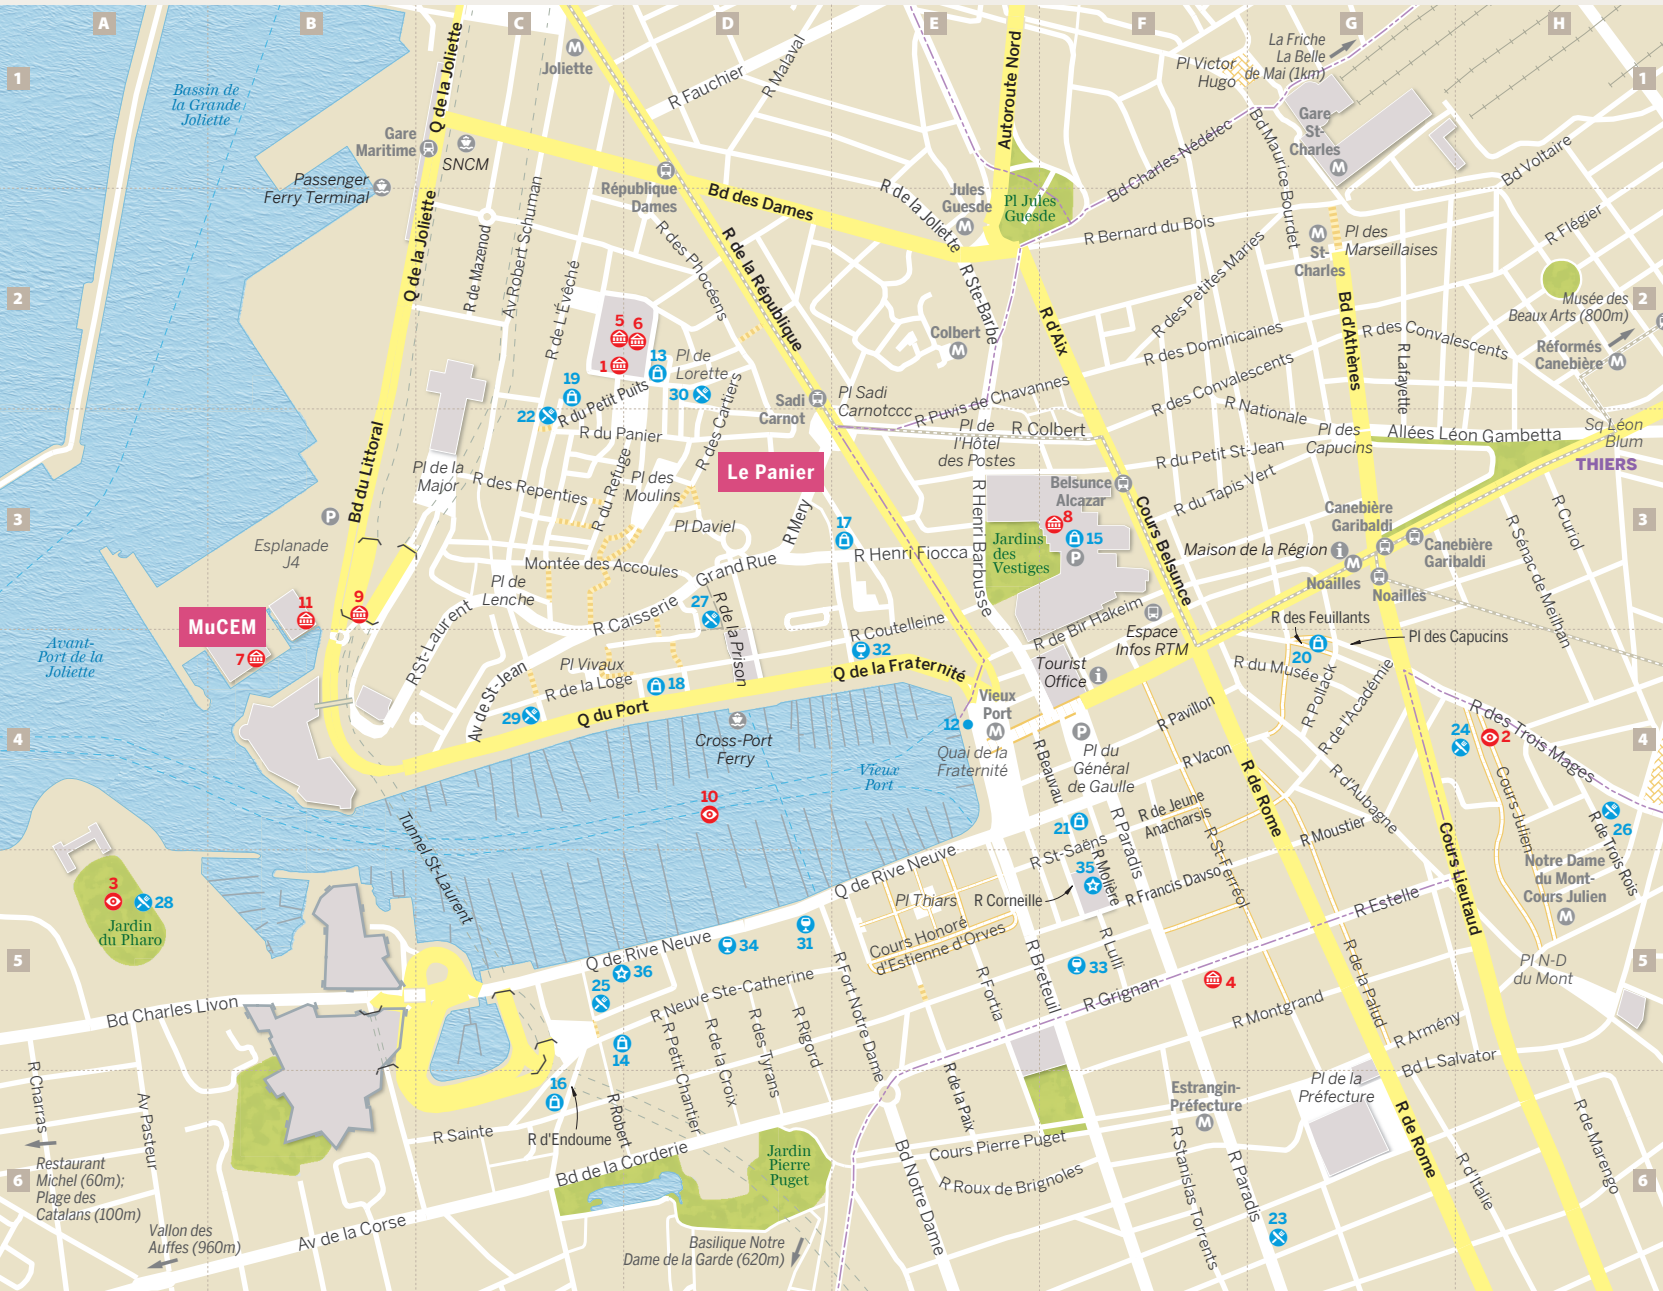 A
B
C
D
E
F
G
H
1
1
2
2
3
3
4
4
5
5
6
6
Bassin de
la Grande
Joliette
Q de la Joliette
Joliette
R Fauchier
R Malaval
Autoroute Nord
Pl Victor
Hugo
La Friche
La Belle
de Mai (1km)
Gare
St-
Charles
Bd Maurice Bourdet
Bd Charles Nédélec
Bd Voltaire
Gare
Maritime
SNCM
Passenger
Ferry Terminal
République
Dames
Bd des Dames
R de la Joliette
Jules
Guesde
Pl Jules
Guesde
R Bernard du Bois
St-
Charles
Pl des
Marseillaises
R Flégier
Q de la Joliette
R de Mazenod
Av Robert Schuman
R de L'Évêché
R des Phocéens
R de la République
R Ste-Barbe
Colbert
R d'Aix
R des Petites Maries
R des Dominicaines
Bd d'Athènes
R des Convalescents
R Lafayette
Musée des
Beaux Arts (800m)
Réformés
Canebière
5
6
1
13
Pl de
Lorette
19
30
22
R du Petit Puits
R du Panier
R des Cartiers
Sadi
Carnot
Pl Sadi
Carnotccc
R Puvis de Chavannes
R des Convalescents
R Nationale
Pl de
l'Hôtel
des Postes
R Colbert
R du Petit St-Jean
Pl des
Capucins
Allées Léon Gambetta
Sq Léon
Blum
THIERS
Bd du Littoral
Pl de la
Major
R des Repenties
R du Refuge
Pl des
Moulins
Le Panier
Pl Daviel
R Mery
17
R Henri Fiocca
R Henri Barbusse
Belsunce
Alcazar
8
15
Jardins
des
Vestiges
Cours Belsunce
R du Tapis Vert
Canebière
Garibaldi
Canebière
Garibaldi
Maison de la Région
Noailles
Noailles
R Sénac de Meilhan
R Curiol
Esplanade
J4
Montée des Accoules
Grand Rue
Pl de
Lenche
11
9
MuCEM
7
Avant-
Port de la
Joliette
R St-Laurent
R Caisserie
27
R de la Prison
R Coutelleine
32
Q de la Fraternité
R de Bir Hakeim
Espace
Infos RTM
R des Feuillants
Pl des Capucins
20
R du Musée
R Pollack
R de l'Académie
Pl Vivaux
R de la Loge
18
Av de St-Jean
29
Q du Port
Tourist
Office
Vieux
Port
12
Quai de la
Fraternité
Cross-Port
Ferry
Vieux
Port
10
R Beauvau
Pl du
Général
de Gaulle
R Pavillon
R Vacon
R de Rome
R d'Aubagne
24
2
R des Trois Mages
Cours Julien
26
R de Trois Rois
Tunnel St-Laurent
Q de Rive Neuve
21
R St-Saëns
R Paradis
R de Jeune
Anacharsis
R St-Ferréol
R Moustier
Cours Lieutaud
Notre Dame
du Mont-
Cours Julien
3
28
Jardin
du Pharo
Pl Thiars
R Corneille
35
R Molière
R Francis Davso
R Estelle
Cours Honoré
d'Estienne d'Orves
Q de Rive Neuve
34
31
36
25
R Neuve Ste-Catherine
R Fort Notre Dame
R Fortia
R Breteuil
33
R Lulli
R Grignan
4
R de la Palud
Pl N-D
du Mont
Bd Charles Livon
14
16
R Petit Chantier
R de la Croix
R des Tyrans
R Rigord
R Montgrand
R Armény
Bd L Salvator
R Charras
Av Pasteur
R Sainte
R d'Endoume
R Robert
R de la Paix
Estrangin-
Préfecture
Pl de la
Préfecture
R de Rome
R de Marengo
Restaurant
Michel (60m);
Plage des
Catalans (100m)
Vallon des
Auffes (960m)
Av de la Corse
Bd de la Corderie
Jardin
Pierre
Puget
Basilique Notre
Dame de la Garde (620m)
Bd Notre Dame
Cours Pierre Puget
R Roux de Brignoles
R Stanislas Torrents
R Paradis
23
R d'Italie